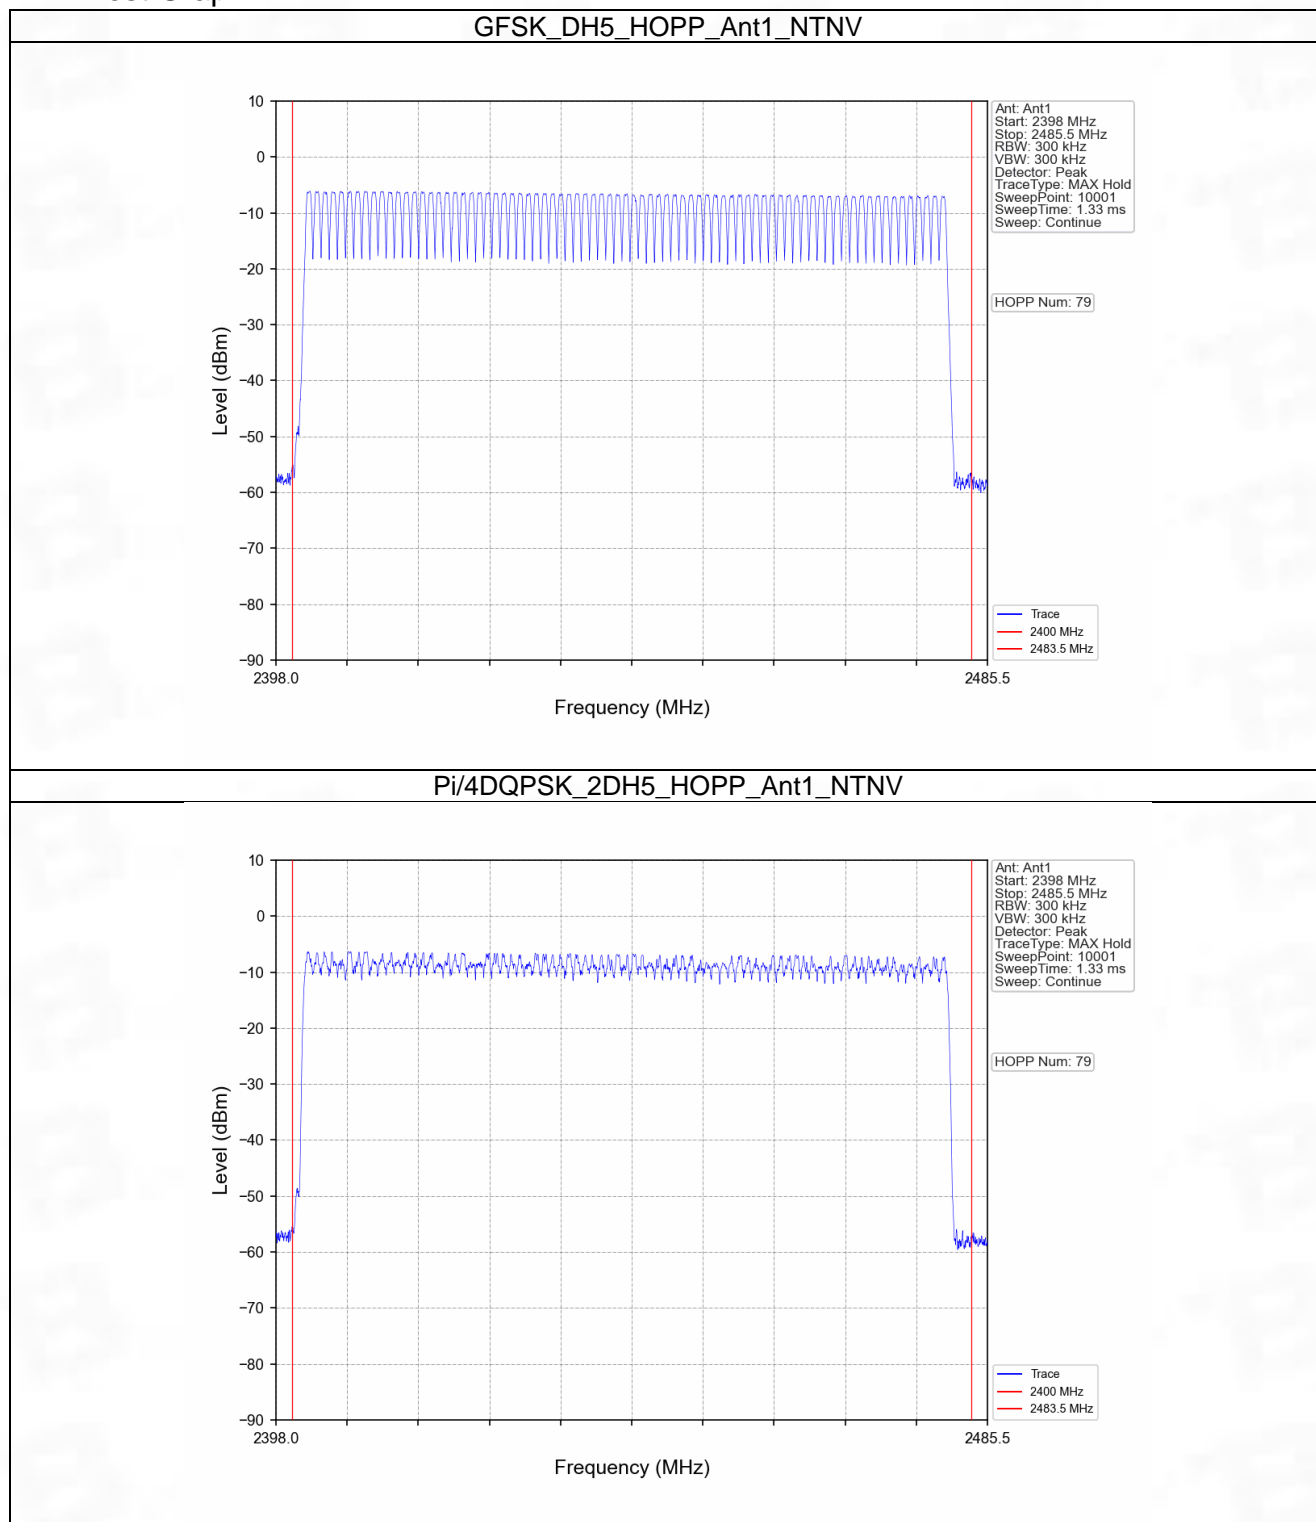 GFSK_DH5_HOPP_Ant1_NTNV
10
0
−10
−20
−30
−40
−50
−60
−70
−80
−90
Level (dBm)
2398.0
2485.5
Frequency (MHz)
Ant: Ant1
Start: 2398 MHz
Stop: 2485.5 MHz
RBW: 300 kHz
VBW: 300 kHz
Detector: Peak
TraceType: MAX Hold
SweepPoint: 10001
SweepTime: 1.33 ms
Sweep: Continue
HOPP Num: 79
Trace
2400 MHz
2483.5 MHz
Pi/4DQPSK_2DH5_HOPP_Ant1_NTNV
10
0
−10
−20
−30
−40
−50
−60
−70
−80
−90
Level (dBm)
2398.0
2485.5
Frequency (MHz)
Ant: Ant1
Start: 2398 MHz
Stop: 2485.5 MHz
RBW: 300 kHz
VBW: 300 kHz
Detector: Peak
TraceType: MAX Hold
SweepPoint: 10001
SweepTime: 1.33 ms
Sweep: Continue
HOPP Num: 79
Trace
2400 MHz
2483.5 MHz